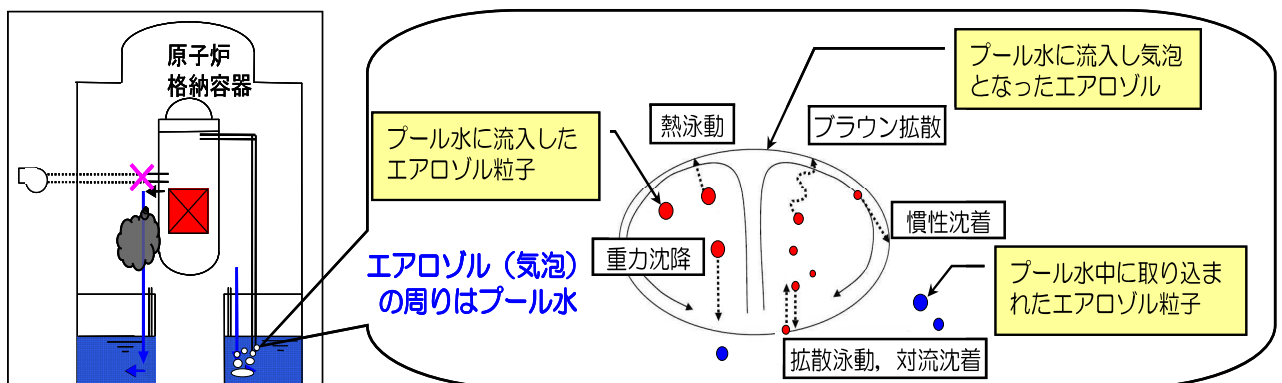 原子炉
格納容器
プール水に流入した
エアロゾル粒子
エアロゾル（気泡）
の周りはプール水
プール水に流入し気泡
となったエアロゾル
熱泳動
ブラウン拡散
慣性沈着
重力沈降
プール水中に取り込ま
れたエアロゾル粒子
拡散泳動，対流沈着